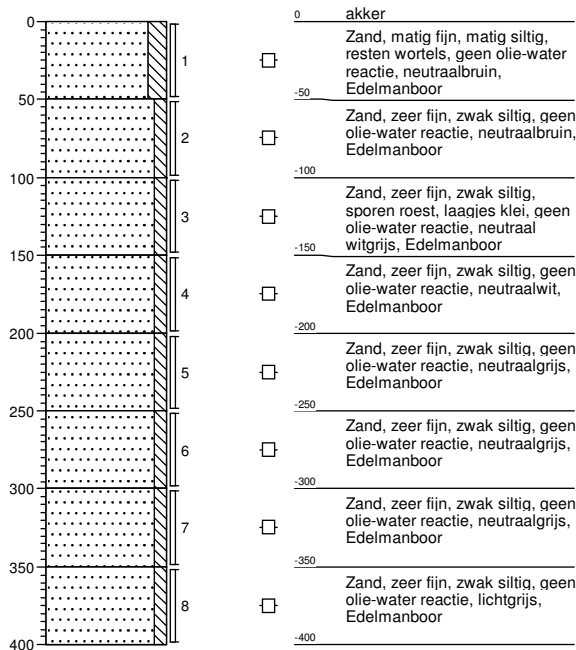 0
50
100
150
200
250
300
350
400
1
2
3
4
5
6
7
8
0 akker
Zand, matig fijn, matig siltig,
resten wortels, geen olie-water
reactie, neutraalbruin,
Edelmanboor
-50
Zand, zeer fijn, zwak siltig, geen
olie-water reactie, neutraalbruin,
Edelmanboor
-100
Zand, zeer fijn, zwak siltig,
sporen roest, laagjes klei, geen
olie-water reactie, neutraal
witgrijs, Edelmanboor
-150
Zand, zeer fijn, zwak siltig, geen
olie-water reactie, neutraalwit,
Edelmanboor
-200
Zand, zeer fijn, zwak siltig, geen
olie-water reactie, neutraalgrijs,
Edelmanboor
-250
Zand, zeer fijn, zwak siltig, geen
olie-water reactie, neutraalgrijs,
Edelmanboor
-300
Zand, zeer fijn, zwak siltig, geen
olie-water reactie, neutraalgrijs,
Edelmanboor
-350
Zand, zeer fijn, zwak siltig, geen
olie-water reactie, lichtgrijs,
Edelmanboor
-400